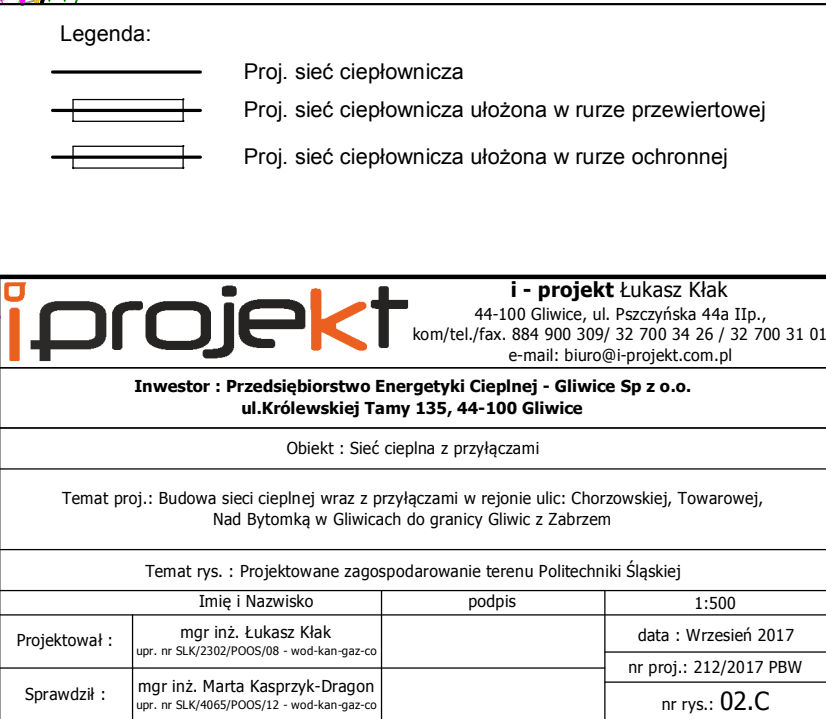 Legenda:
Proj. sieć ciepłownicza
Proj. sieć ciepłownicza ułożona w rurze przewiertowej
Proj. sieć ciepłownicza ułożona w rurze ochronnej
iprojekt
i - projekt Łukasz Kłak
44-100 Gliwice, ul. Pszczyńska 44a IIp.,
kom/tel./fax. 884 900 309/ 32 700 34 26 / 32 700 31 01
e-mail: biuro@i-projekt.com.pl
Inwestor : Przedsiębiorstwo Energetyki Cieplnej - Gliwice Sp z o.o.
ul.Królewskiej Tamy 135, 44-100 Gliwice
Obiekt : Sieć cieplna z przyłączami
Temat proj.: Budowa sieci cieplnej wraz z przyłączami w rejonie ulic: Chorzowskiej, Towarowej,
Nad Bytomką w Gliwicach do granicy Gliwic z Zabrzem
Temat rys. : Projektowane zagospodarowanie terenu Politechniki Śląskiej
Imię i Nazwisko podpis 1:500
Projektował : mgr inż. Łukasz Kłak data : Wrzesień 2017
upr. nr SLK/2302/POOS/08 - wod-kan-gaz-co
nr proj.: 212/2017 PBW
Sprawdził : mgr inż. Marta Kasprzyk-Dragon nr rys.: 02.C
upr. nr SLK/4065/POOS/12 - wod-kan-gaz-co